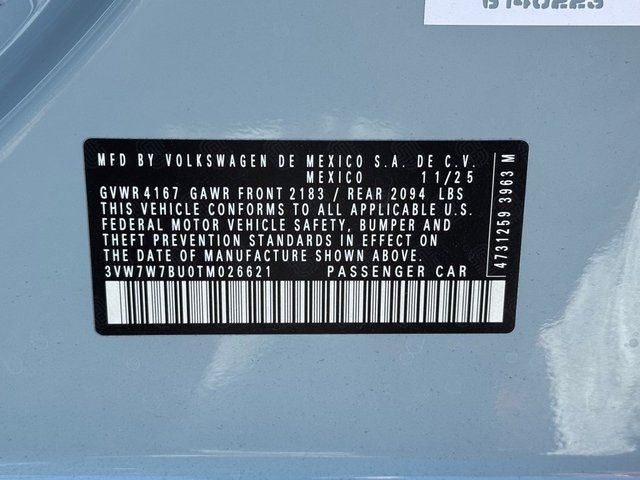 MFD BY VOLKSWAGEN DE MEXICO S.A. DE C.V.
MEXICO 11/25
GVWR 4167 GAWR FRONT 2183 / REAR 2094 LBS
THIS VEHICLE CONFORMS TO ALL APPLICABLE U.S.
FEDERAL MOTOR VEHICLE SAFETY, BUMPER AND
THEFT PREVENTION STANDARDS IN EFFECT ON
THE DATE OF MANUFACTURE SHOWN ABOVE.
3VW7W7BU0TM026621 PASSENGER CAR
4731259 3963 M